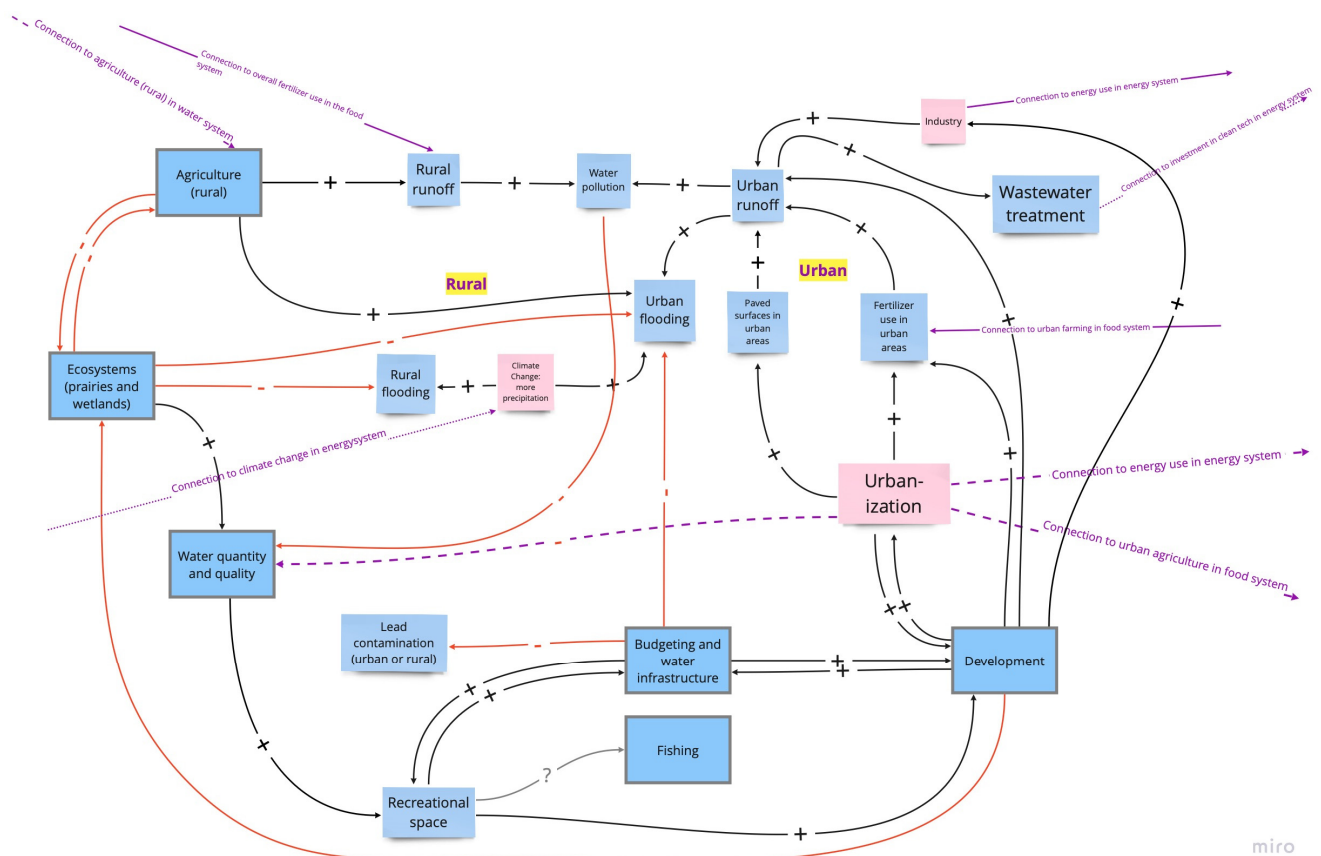 Connection to agriculture (rural) in water system
Connection to overall fertilizer use in the food
system
Connection to energy use in energy system
Connection to investment in clean tech in energy system
Industry
+
+
Agriculture
(rural)
+
Rural
runoff
+
Water
pollution
+
Urban
runoff
Wastewater
treatment
-
-
+
+
+
Rural
Urban
+
Urban
flooding
Paved
surfaces in
urban
areas
Fertilizer
use in
urban
areas
+
+
Connection to urban farming in food system
-
Ecosystems
(prairies and
wetlands)
-
Rural
flooding
+
Climate
Change:
more
precipitation
+
+
+
+
+
Connection to climate change in energysystem
Connection to energy use in energy system
Urban-
ization
-
-
-
Connection to urban agriculture in food system
Water quantity
and quality
+
+
Lead
contamination
(urban or rural)
-
Budgeting and
water
infrastructure
+
+
Development
+
+
+
?
Fishing
Recreational
space
+
miro